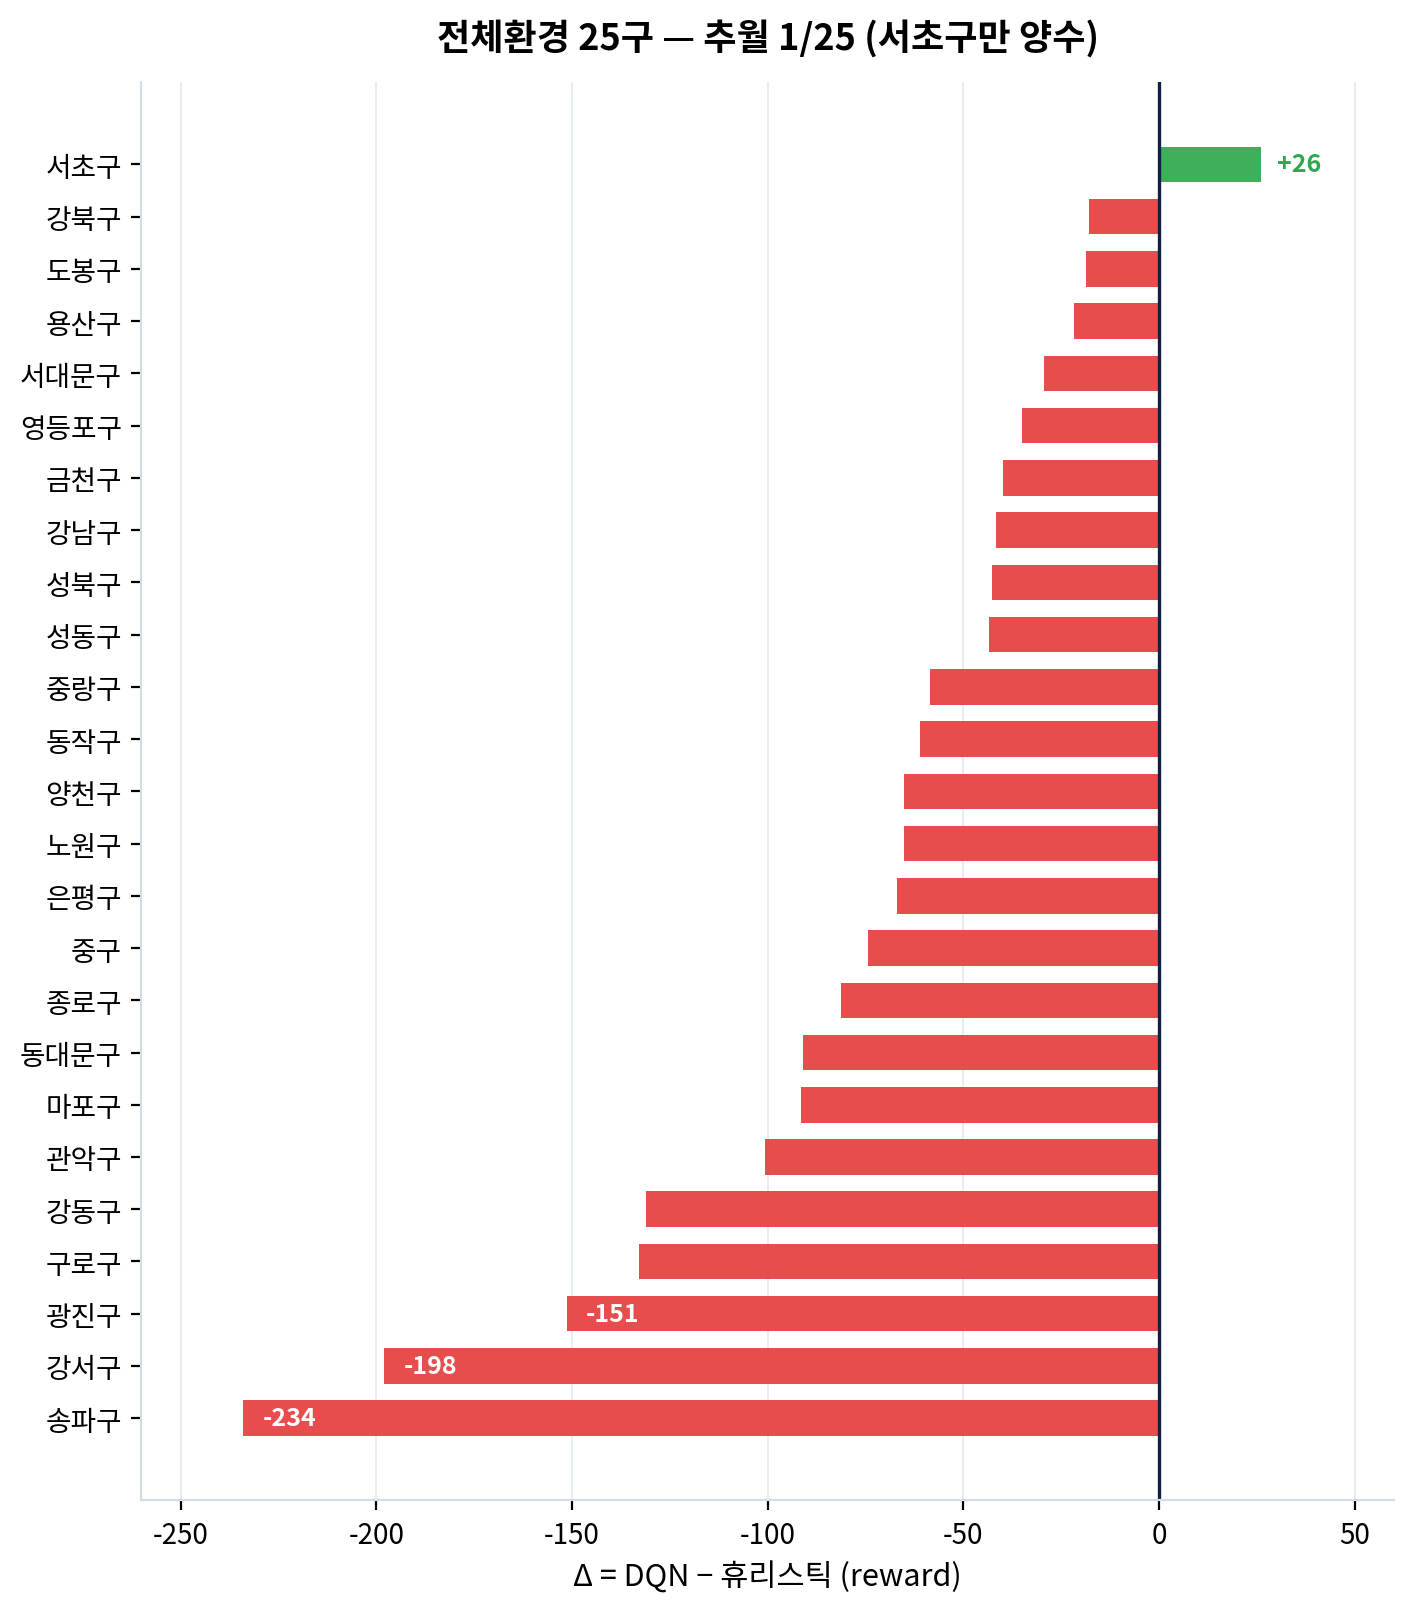 전체환경 25구 — 추월 1/25 (서초구만 양수)
서초구
+26
강북구
도봉구
용산구
서대문구
영등포구
금천구
강남구
성북구
성동구
중랑구
동작구
양천구
노원구
은평구
중구
종로구
동대문구
마포구
관악구
강동구
구로구
광진구
-151
강서구
-198
송파구
-234
-250 -200 -150 -100 -50 0 50
Δ = DQN − 휴리스틱 (reward)